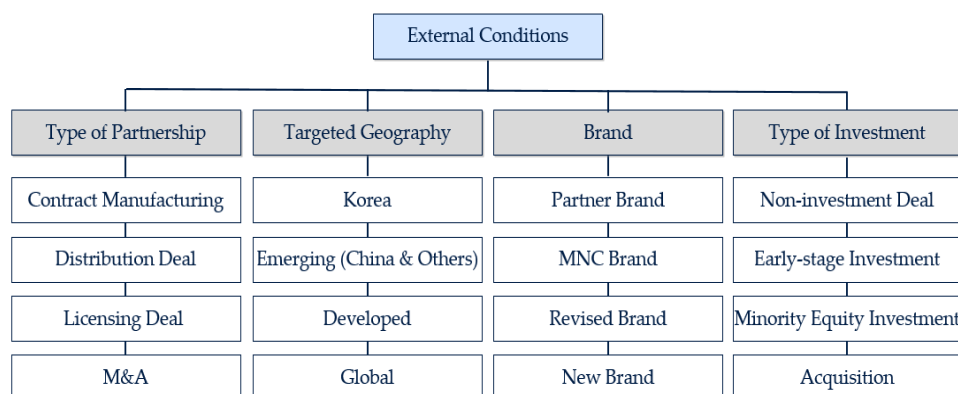 External Conditions
Type of Partnership
Targeted Geography
Brand
Type of Investment
Contract Manufacturing
Korea
Partner Brand
Non-investment Deal
Distribution Deal
Emerging (China & Others)
MNC Brand
Early-stage Investment
Licensing Deal
Developed
Revised Brand
Minority Equity Investment
M&A
Global
New Brand
Acquisition